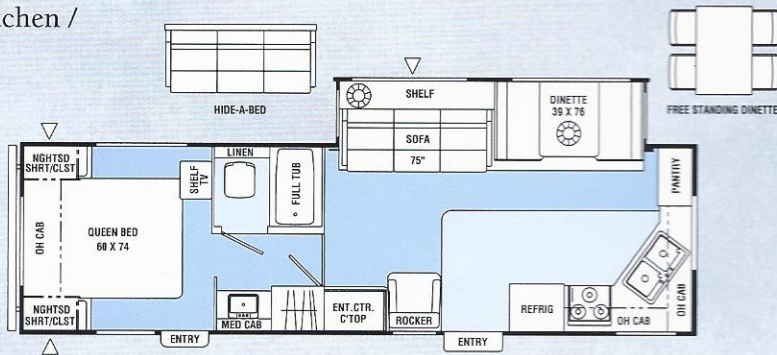 chen /
HIDE-A-BED
FREE STANDING DINETTE
SHELF
DINETTE
39 X 76
SOFA
75"
NGHTSD
SHRT/CLST
LINEN
SHELF
TV
FULL TUB
PANTRY
OH CAB
QUEEN BED
60 X 74
NGHTSD
SHRT/CLST
MED CAB
ENT.CTR.
C'TOP
ROCKER
REFRIG
OH CAB
OH CAB
ENTRY
ENTRY